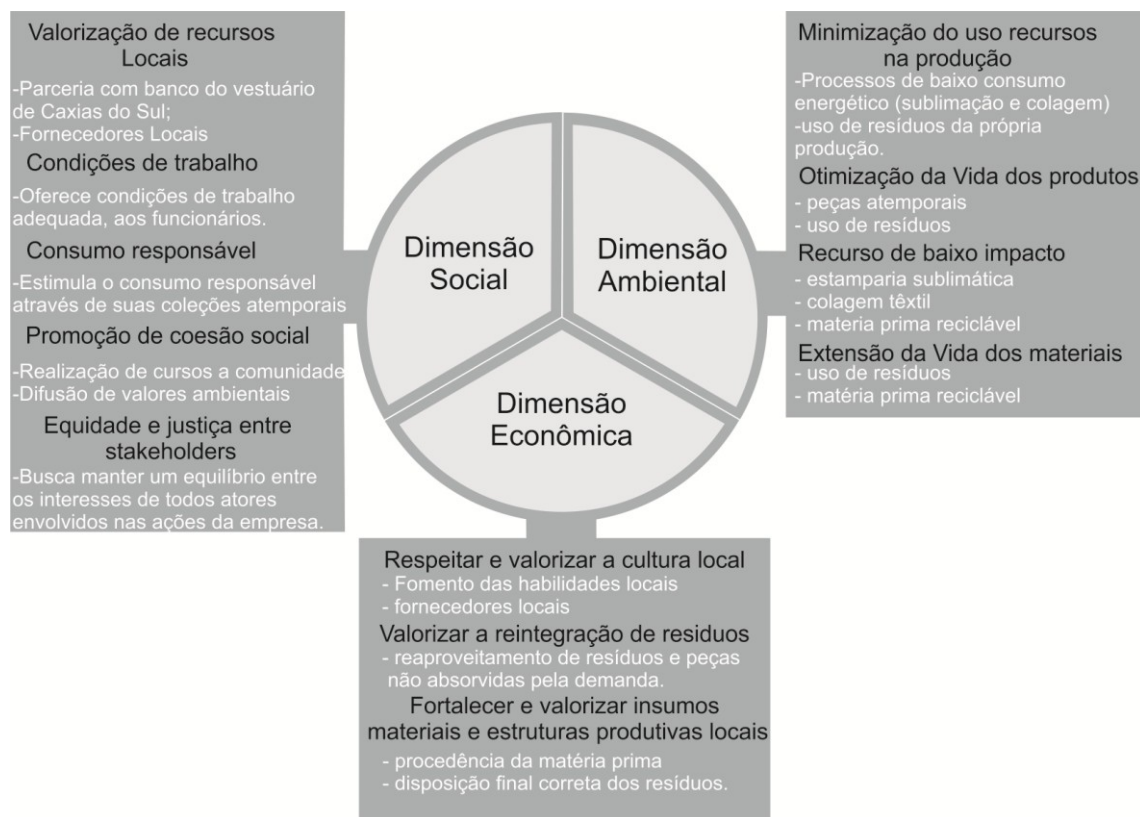 Valorização de recursos
Locais
-Parceria com banco do vestuário
de Caxias do Sul;
-Fornecedores Locais
Condições de trabalho
-Oferece condições de trabalho
adequada, aos funcionários.
Consumo responsável
-Estimula o consumo responsável
através de suas coleções atemporais
Promoção de coesão social
-Realização de cursos a comunidade
-Difusão de valores ambientais
Equidade e justiça entre
stakeholders
-Busca manter um equilíbrio entre
os interesses de todos atores
envolvidos nas ações da empresa.
Dimensão
Social
Dimensão
Ambiental
Dimensão
Econômica
Minimização do uso recursos
na produção
-Processos de baixo consumo
energético (sublimação e colagem)
-uso de resíduos da própria
produção.
Otimização da Vida dos produtos
- peças atemporais
- uso de resíduos
Recurso de baixo impacto
- estamparia sublimática
- colagem têxtil
- materia prima reciclável
Extensão da Vida dos materiais
- uso de resíduos
- matéria prima reciclável
Respeitar e valorizar a cultura local
- Fomento das habilidades locais
- fornecedores locais
Valorizar a reintegração de residuos
- reaproveitamento de resíduos e peças
não absorvidas pela demanda.
Fortalecer e valorizar insumos
materiais e estruturas produtivas locais
- procedência da matéria prima
- disposição final correta dos resíduos.